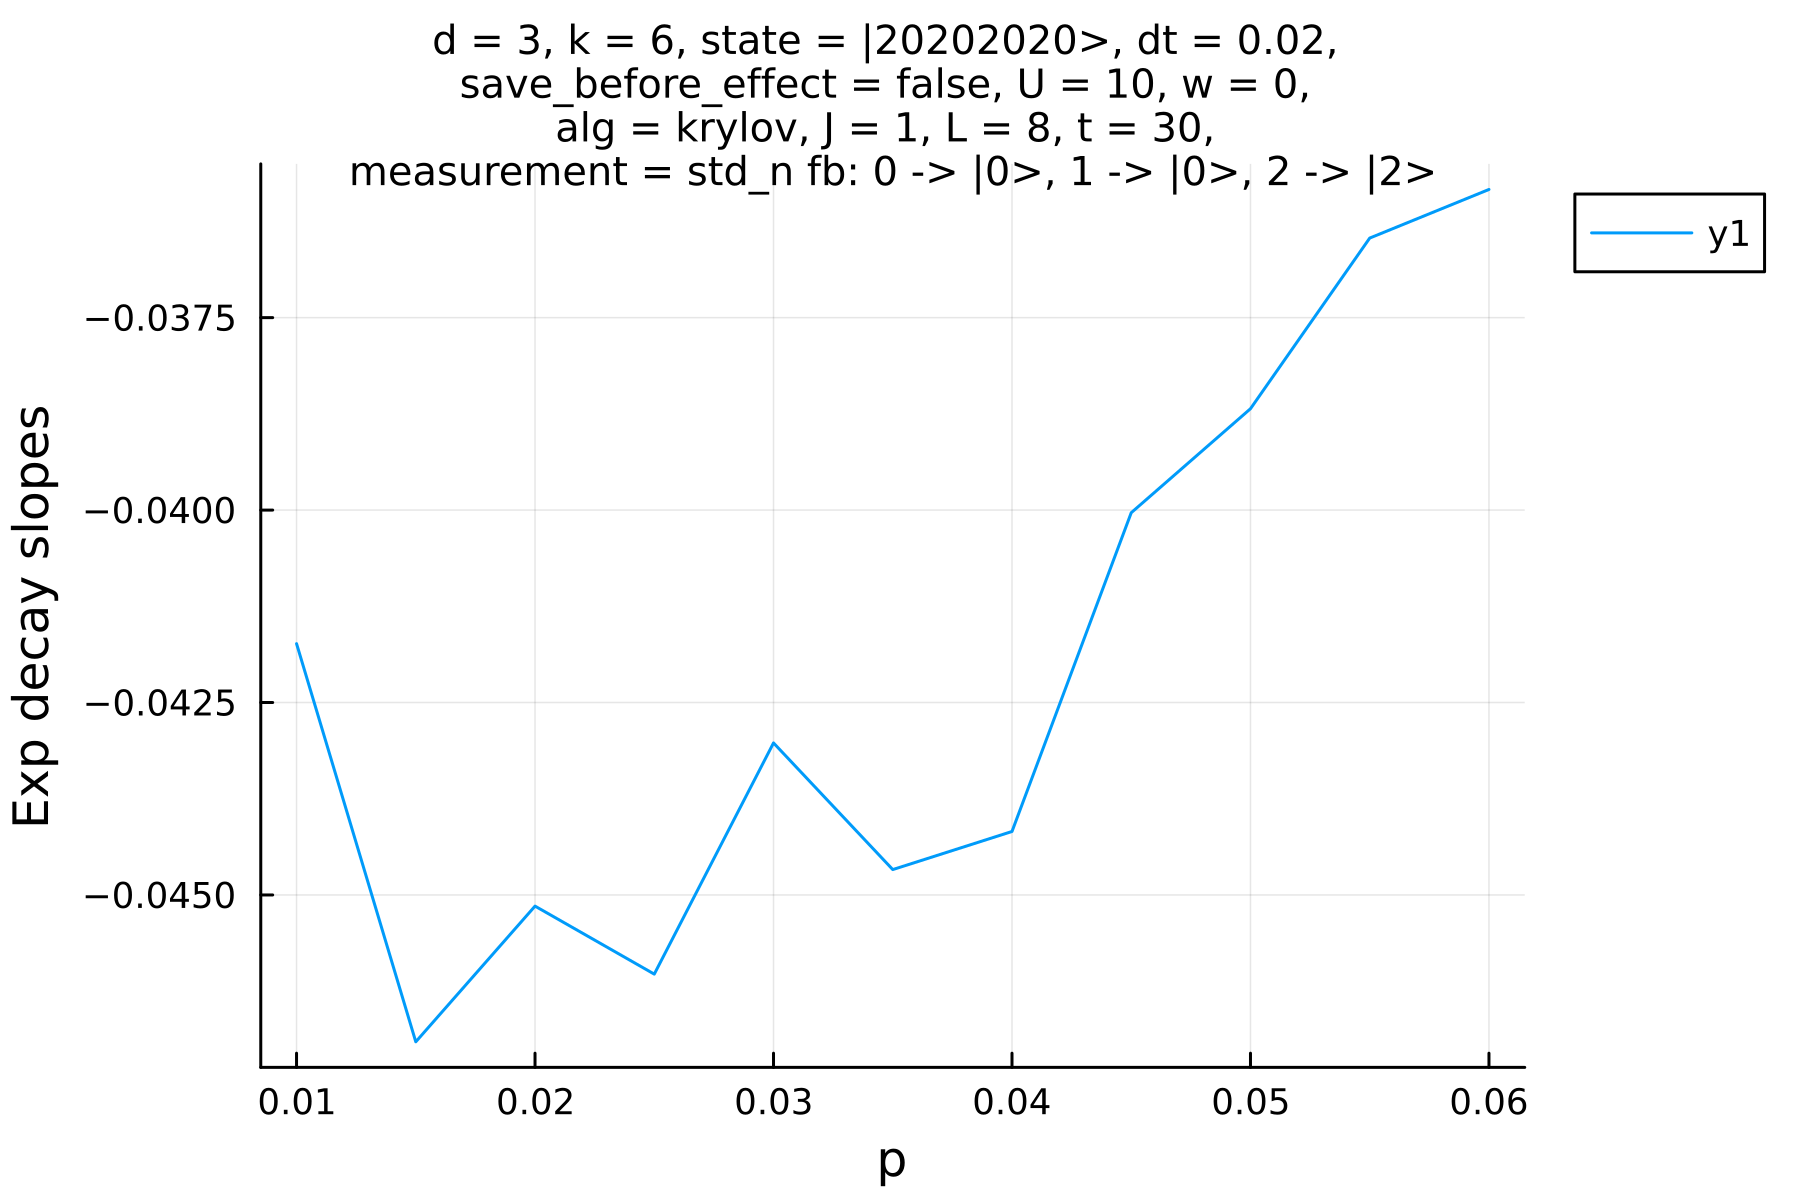 d = 3, k = 6, state = |20202020>, dt = 0.02,
save_before_effect = false, U = 10, w = 0,
alg = krylov, J = 1, L = 8, t = 30,
measurement = std_n fb: 0 -> |0>, 1 -> |0>, 2 -> |2>
y1
−0.0375
−0.0400
−0.0425
−0.0450
Exp decay slopes
0.01 0.02 0.03 0.04 0.05 0.06
p